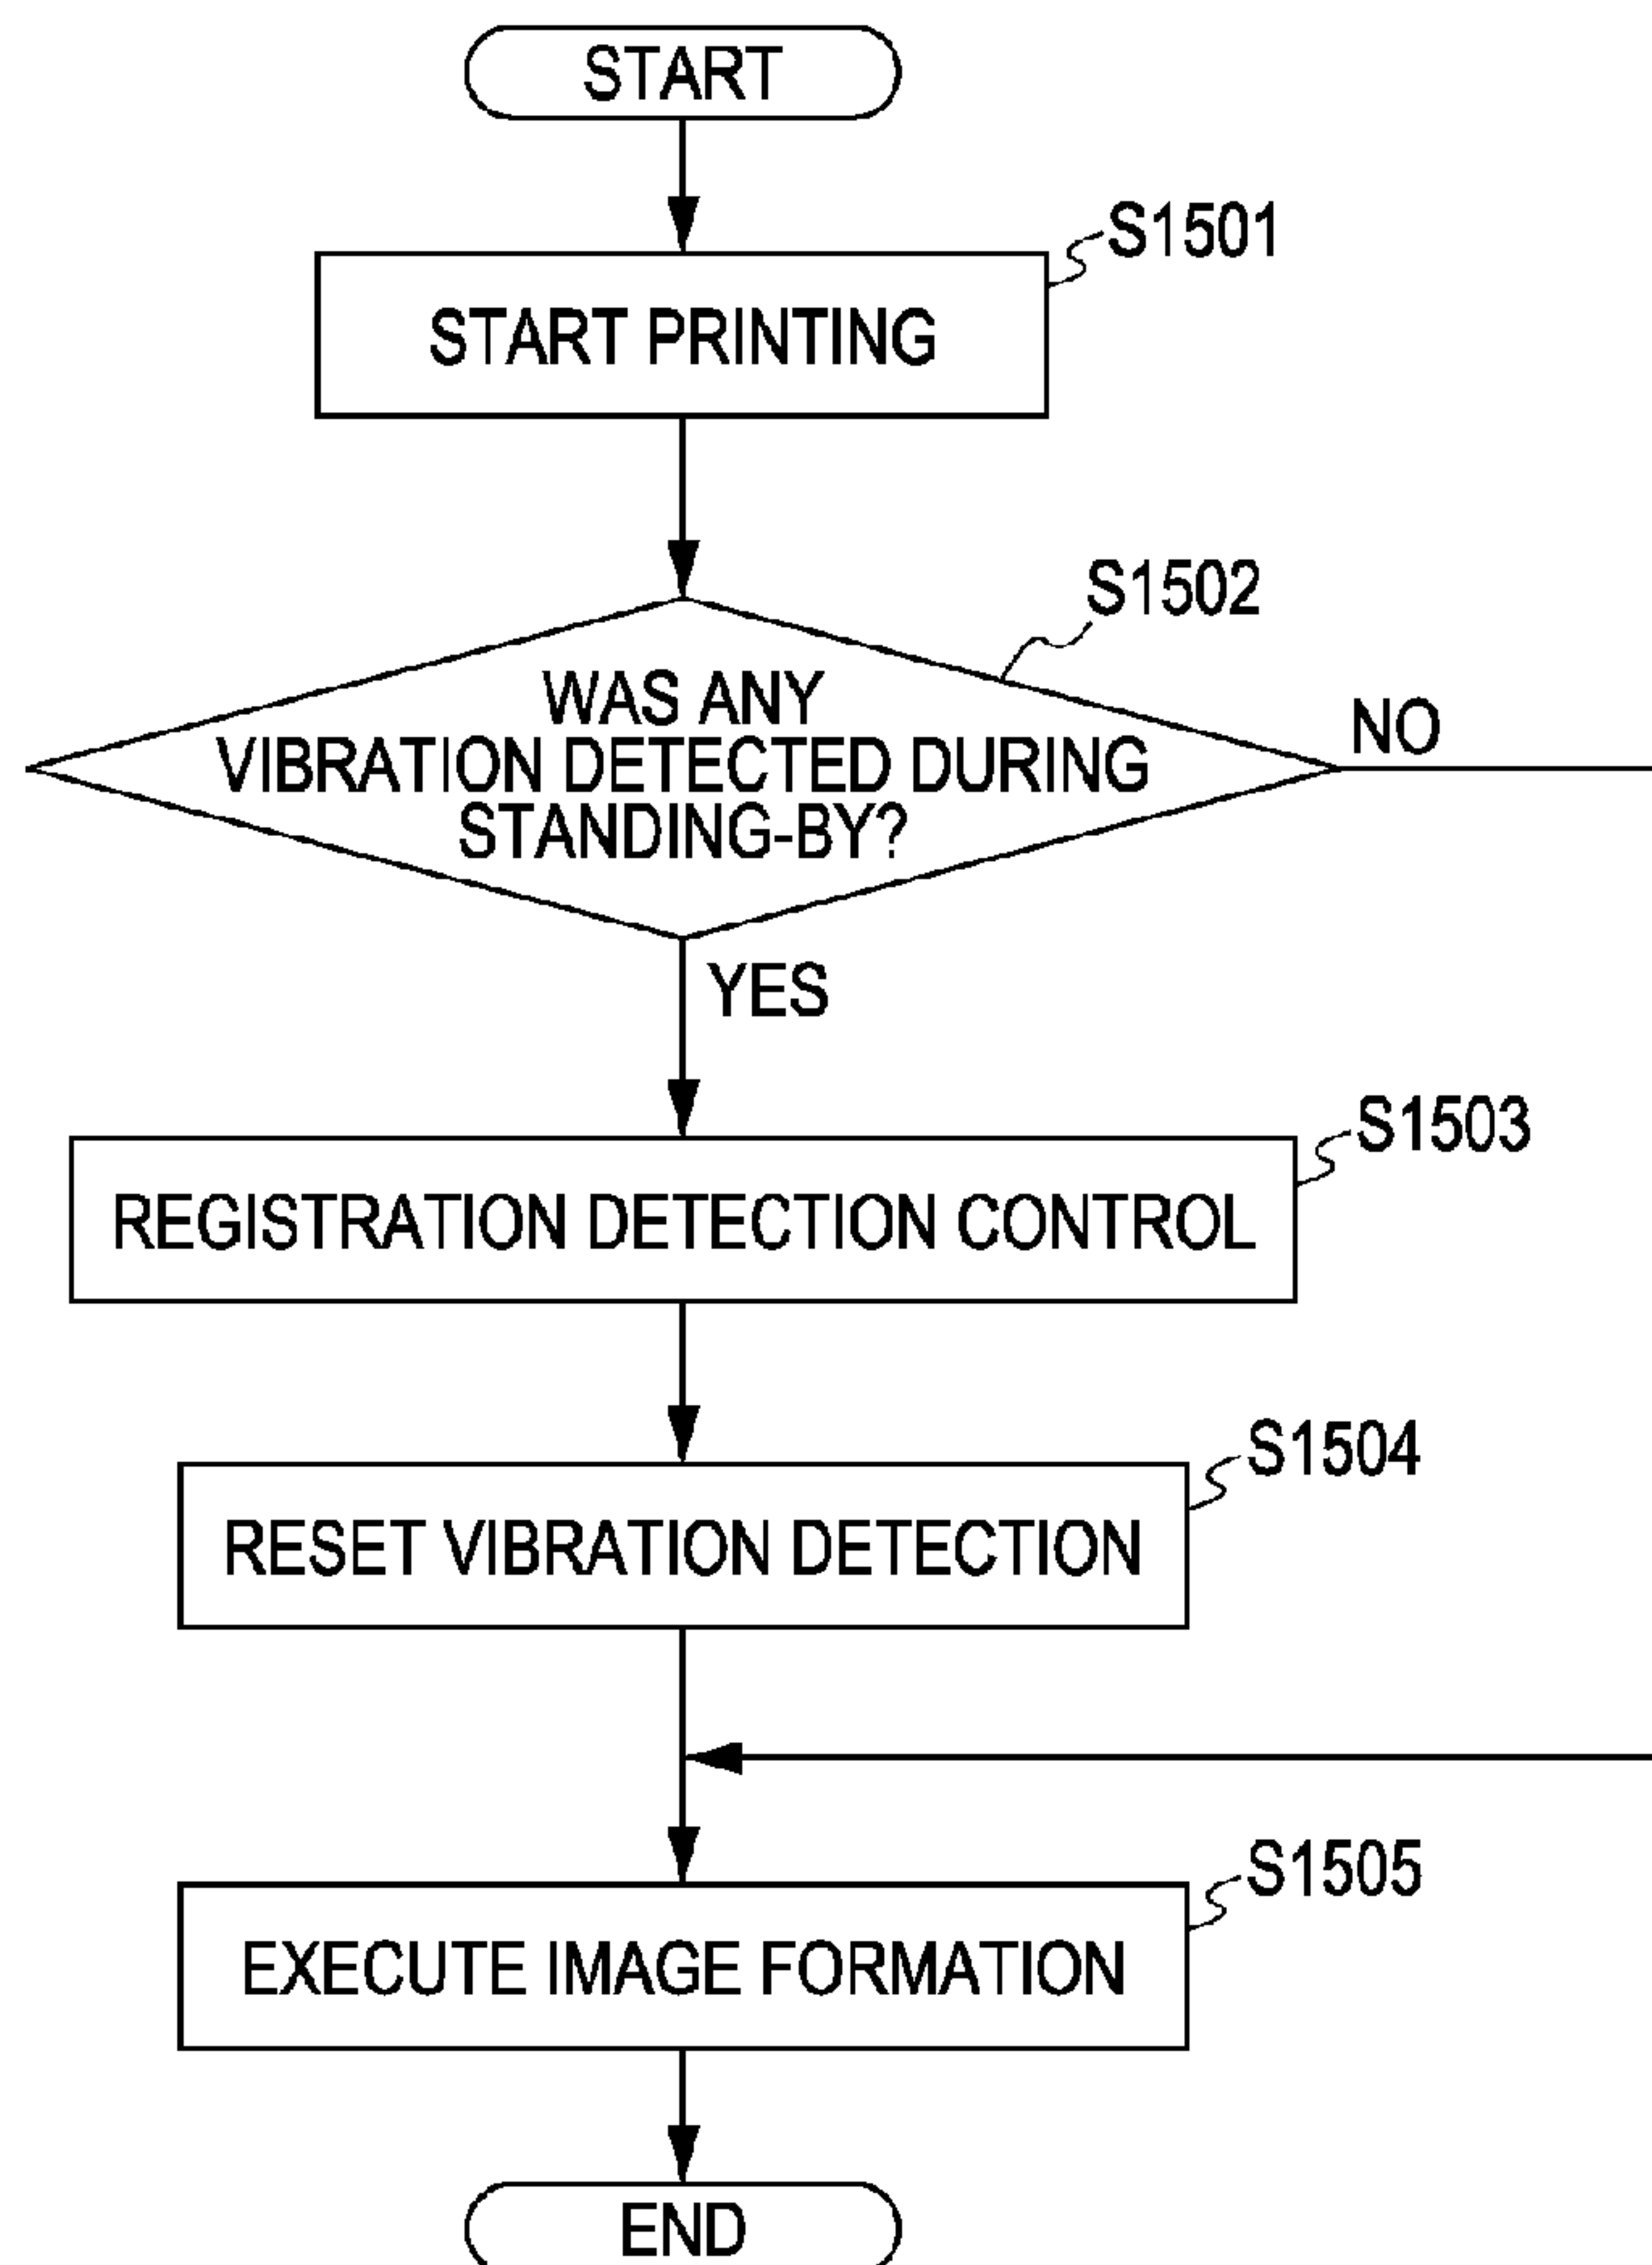 START
S1501
START PRINTING
S1502
WAS ANY
VIBRATION DETECTED DURING
STANDING-BY?
NO
YES
S1503
REGISTRATION DETECTION CONTROL
S1504
RESET VIBRATION DETECTION
S1505
EXECUTE IMAGE FORMATION
END